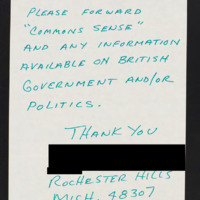 PLEASE FORWARD
"COMMONS SENSE"
AND ANY INFORMATION
AVAILABLE ON BRITISH
GOVERNMENT AND/OR
POLITICS.
THANK YOU
ROCHESTER HILLS
MICH. 48307